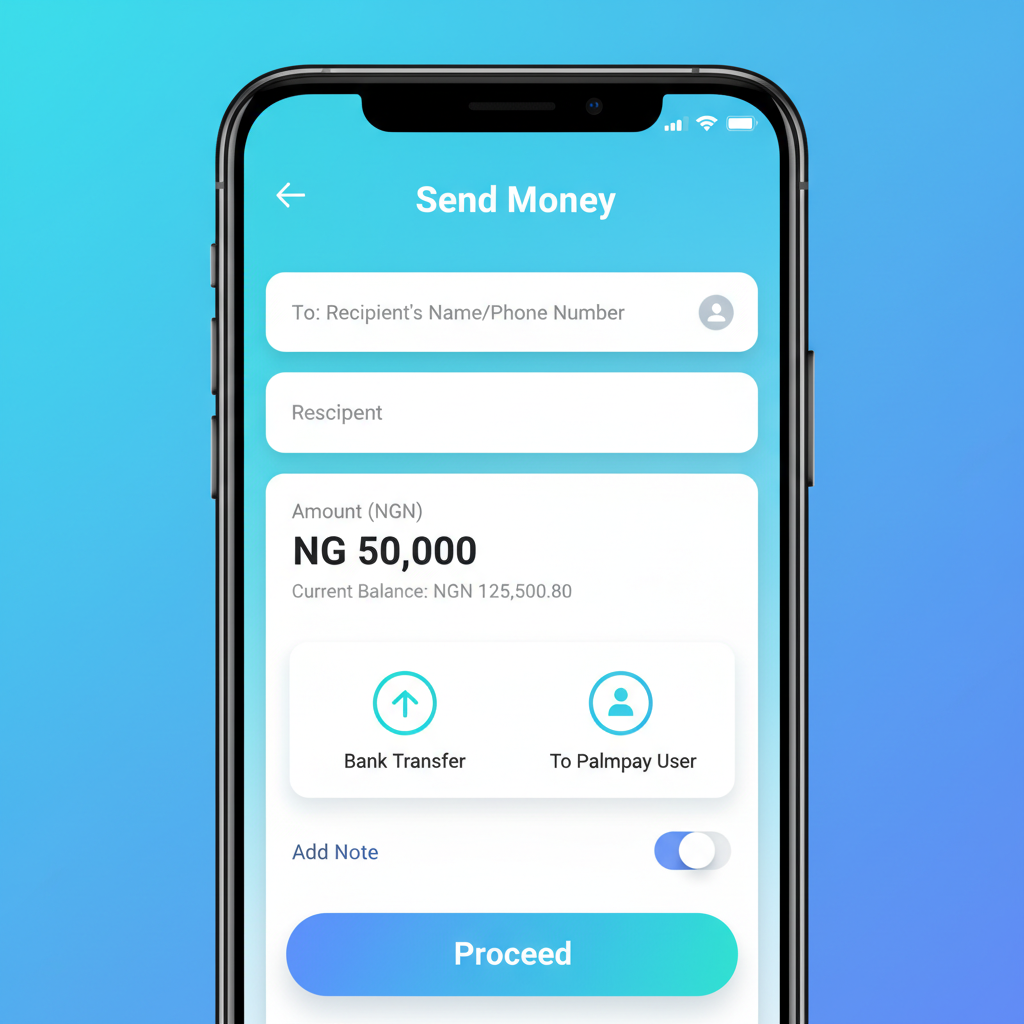 Send Money
To: Recipient's Name/Phone Number
Rescipent
Amount (NGN)
NG 50,000
Current Balance: NGN 125,500.80
Bank Transfer
To Palmpay User
Add Note
Proceed